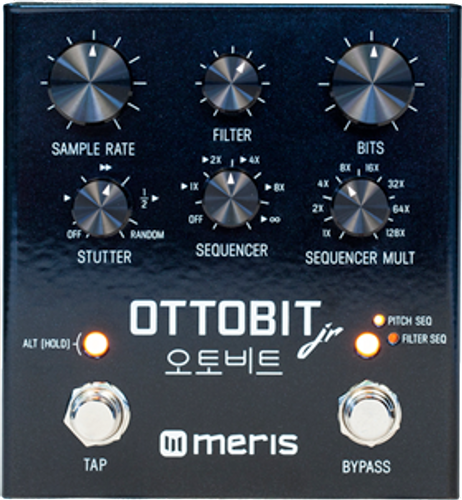 SAMPLE RATE
FILTER
BITS
▶▶
▶ 1/2 ▶
OFF RANDOM
STUTTER
▶2X ▶4X
▶1X ▶8X
OFF ▶∞
SEQUENCER
8X 16X
4X 32X
2X 64X
1X 128X
SEQUENCER MULT
OTTOBIT jr
오토비트
ALT [HOLD]
PITCH SEQ
FILTER SEQ
meris
TAP
BYPASS